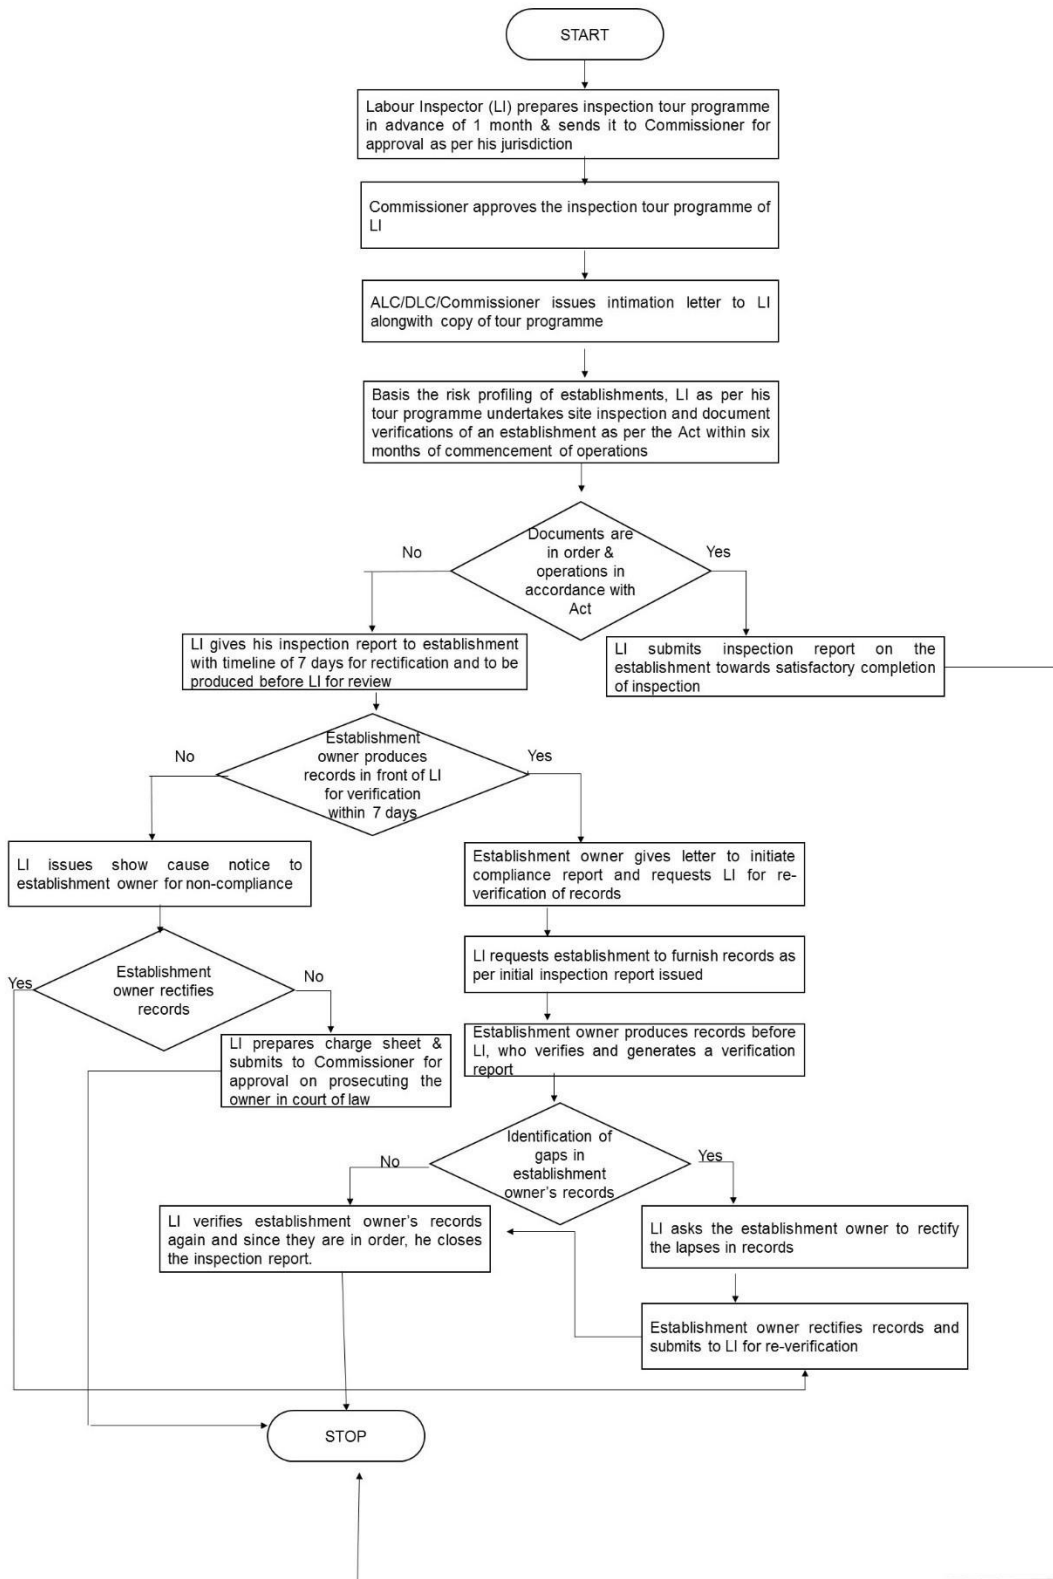 START
Labour Inspector (LI) prepares inspection tour programme
in advance of 1 month & sends it to Commissioner for
approval as per his jurisdiction
Commissioner approves the inspection tour programme of
LI
ALC/DLC/Commissioner issues intimation letter to LI
alongwith copy of tour programme
Basis the risk profiling of establishments, LI as per his
tour programme undertakes site inspection and document
verifications of an establishment as per the Act within six
months of commencement of operations
Documents are
in order &
operations in
accordance with
Act
No
Yes
LI gives his inspection report to establishment
with timeline of 7 days for rectification and to be
produced before LI for review
LI submits inspection report on the
establishment towards satisfactory completion
of inspection
Establishment
owner produces
records in front of LI
for verification
within 7 days
No
Yes
LI issues show cause notice to
establishment owner for non-compliance
Establishment owner gives letter to initiate
compliance report and requests LI for re-
verification of records
LI requests establishment to furnish records as
per initial inspection report issued
Establishment
owner rectifies
records
Yes
No
Establishment owner produces records before
LI, who verifies and generates a verification
report
LI prepares charge sheet &
submits to Commissioner for
approval on prosecuting the
owner in court of law
Identification of
gaps in
establishment
owner's records
No
Yes
LI verifies establishment owner's records
again and since they are in order, he closes
the inspection report.
LI asks the establishment owner to rectify
the lapses in records
Establishment owner rectifies records and
submits to LI for re-verification
STOP